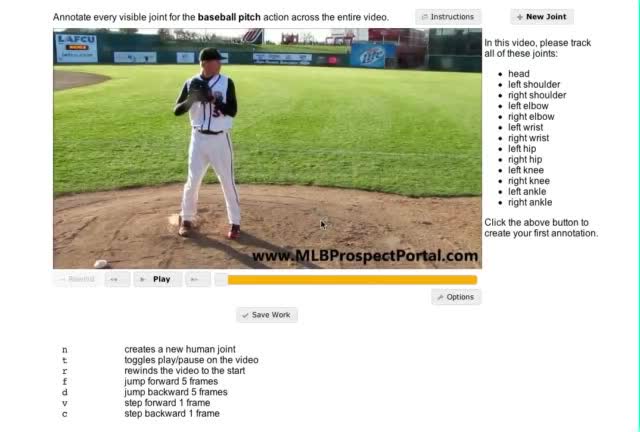 Annotate every visible joint for the baseball pitch action across the entire video.
Instructions
+ New Joint
LAFCU
Miller
Lite
In this video, please track
all of these joints:
head
left shoulder
right shoulder
left elbow
right elbow
left wrist
right wrist
left hip
right hip
left knee
right knee
left ankle
right ankle
Click the above button to
create your first annotation.
www.MLBProspectPortal.com
Rewind
Play
Options
Save Work
n creates a new human joint
t toggles play/pause on the video
r rewinds the video to the start
f jump forward 5 frames
d jump backward 5 frames
v step forward 1 frame
c step backward 1 frame